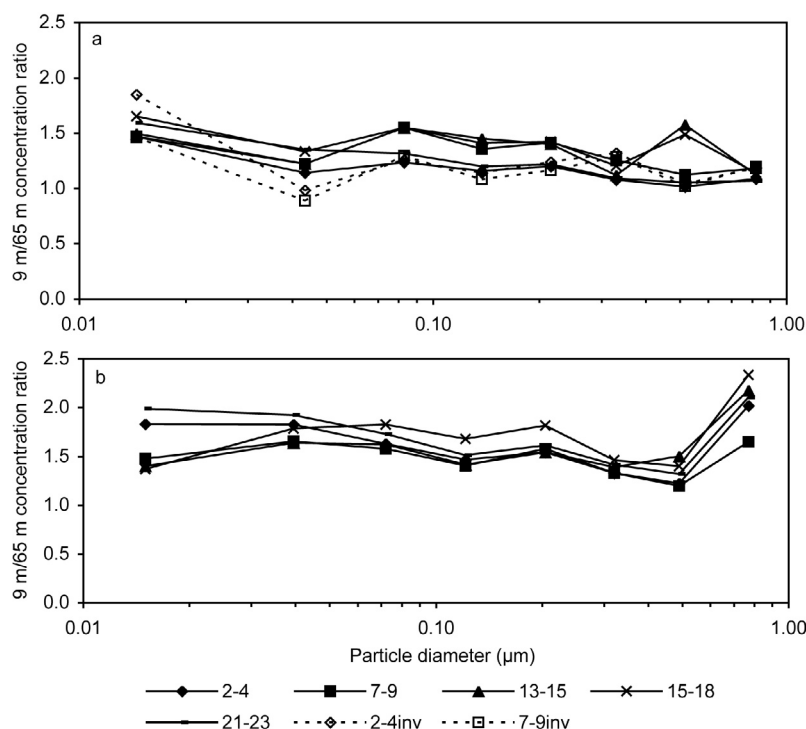 2.5
a
2.0
1.5
1.0
0.5
0.0
0.01 0.10 1.00
9 m/65 m concentration ratio
2.5
b
2.0
1.5
1.0
0.5
0.0
0.01 0.10 1.00
9 m/65 m concentration ratio
Particle diameter (µm)
2-4 7-9 13-15 15-18
21-23 2-4inv 7-9inv